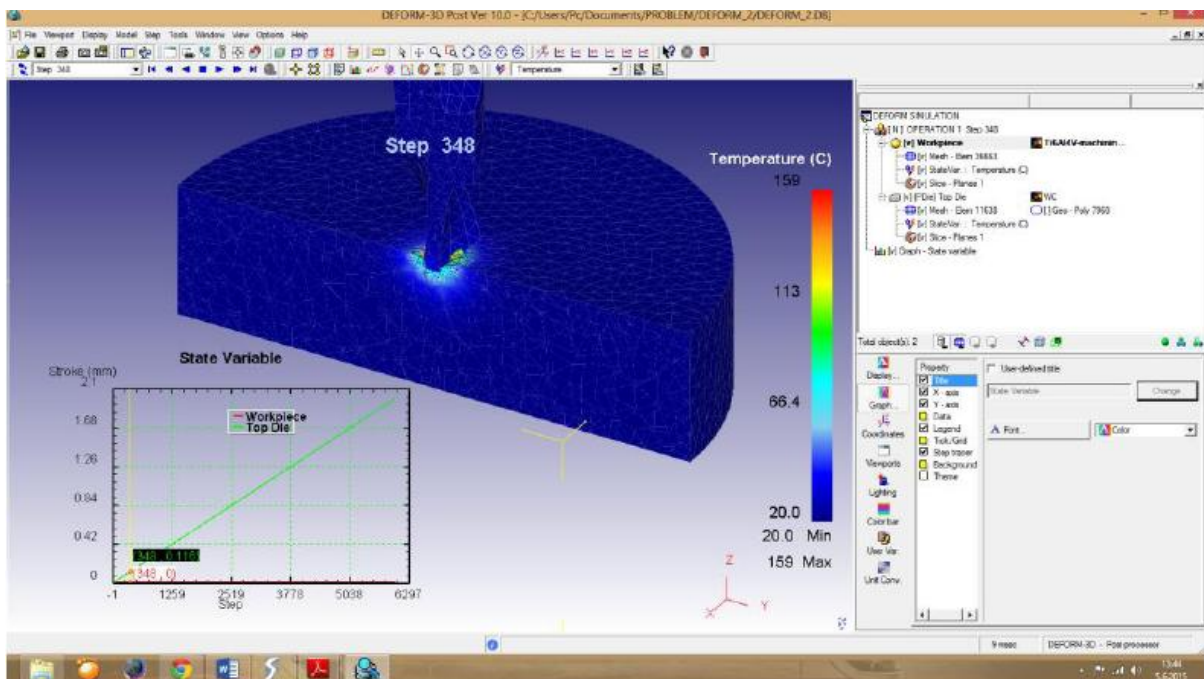 DEFORM-3D Post Ver 10.0 - [C:/Users/Pc/Documents/PROBLEM/DEFORM_2/DEFORM_2.DB]
File Viewport Display Model Step Tools Window View Options Help
Step 348
Temperature
Step 348
Temperature (C)
159
113
66.4
20.0
20.0 Min
159 Max
State Variable
Stroke (mm)
2.1
1.68
1.26
0.84
0.42
0
Workpiece
Top Die
(348, 0)
-1 1259 2519 3778 5038 6297
Step
Z
X
Y
DEFORM SIMULATION
[N] OPERATION 1 Step 348
[v] Workpiece
[v] Mesh - Elem
[v] StateVar. : Temperature (C)
[v] Slice - Planes 1
Top Die WC
[v] Mesh - Elem 11638 [ ] Geo - Poly 7968
[v] StateVar. : Temperature (C)
[v] Slice - Planes 1
[v] Graph - State variable
Total object(s): 2
Display...
Graph...
Coordinates
Viewports
Lighting
Color bar
User Var.
Unit Conv.
Property
Title
X - axis
Y - axis
Data
Legend
Tick/Grid
Step tracer
Background
Theme
User-defined title
State Variable
Change
A Font...
Color
DEFORM-3D - Post processor
13:44
5.6.2015